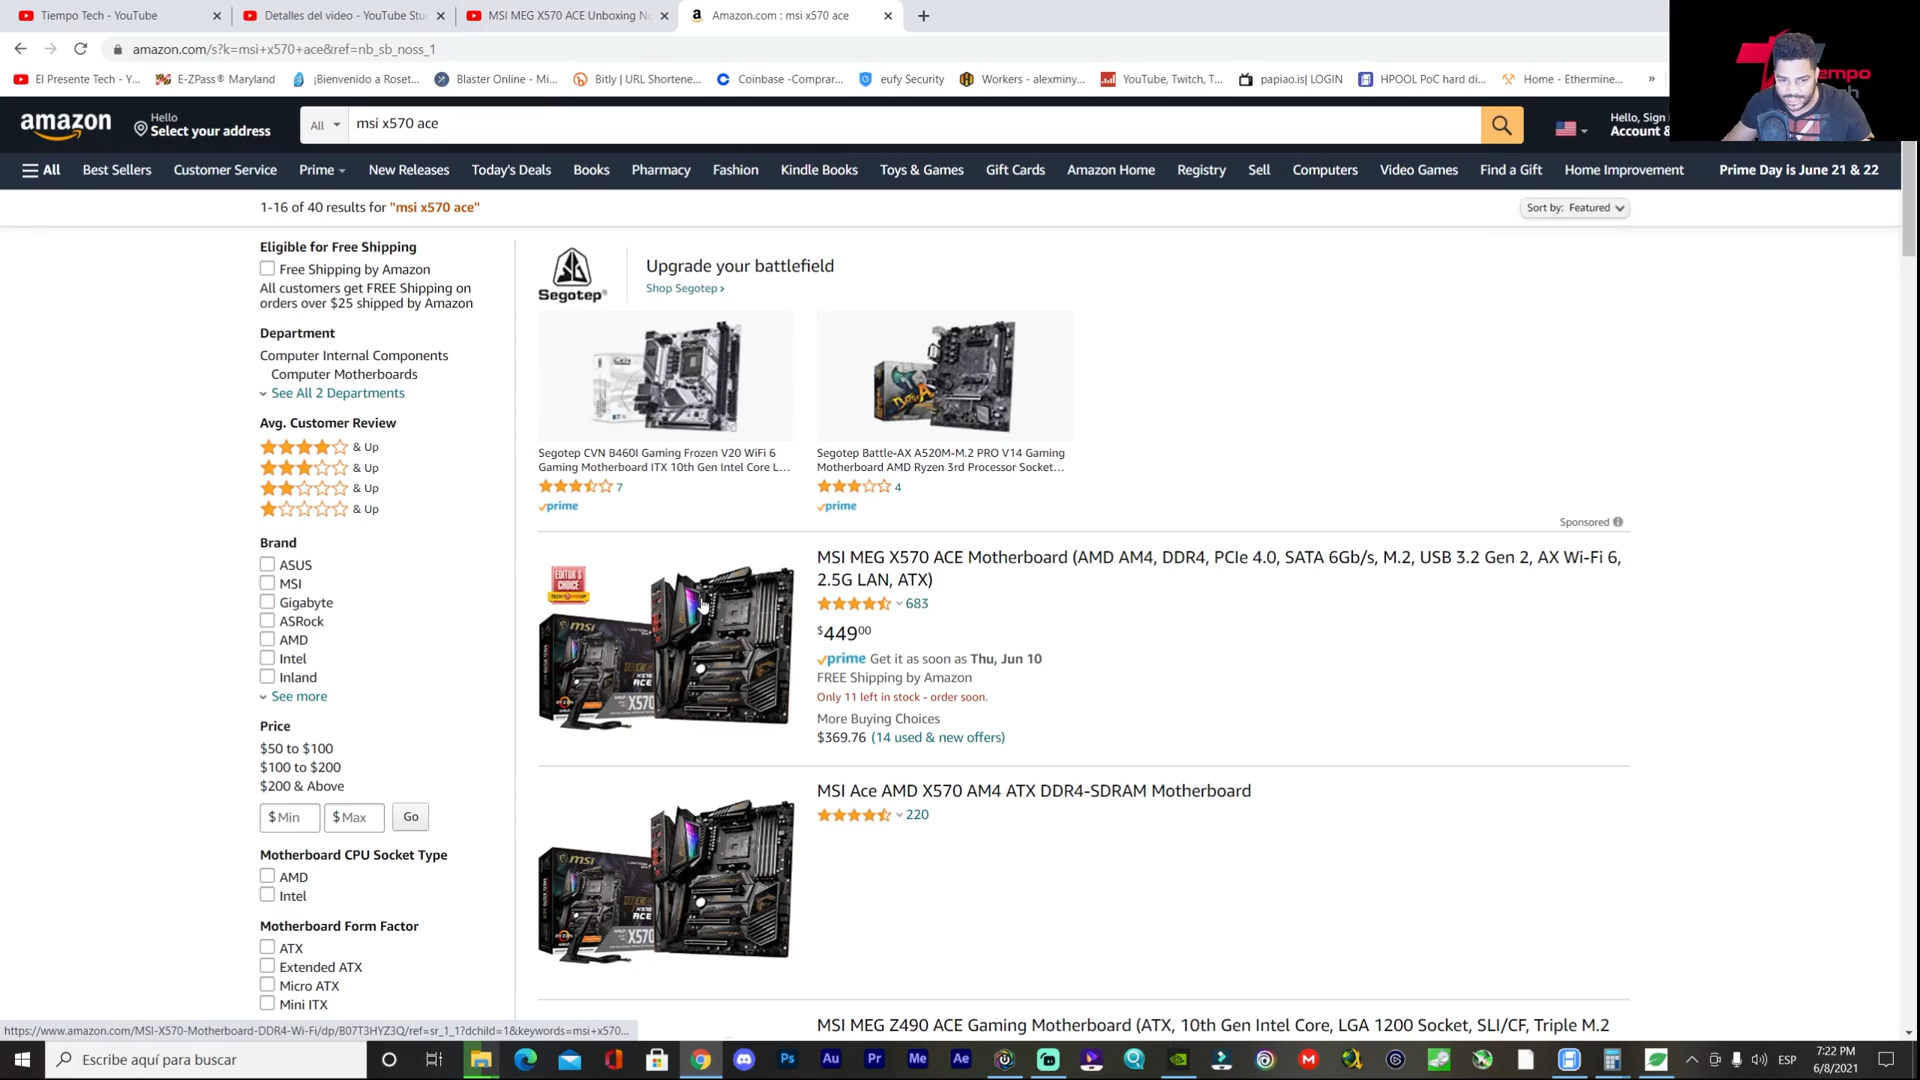 Tiempo Tech - YouTube
Detalles del video - YouTube Stu
MSI MEG X570 ACE Unboxing No
Amazon.com : msi x570 ace
amazon.com/s?k=msi+x570+ace&ref=nb_sb_noss_1
El Presente Tech - Y...
E-ZPass® Maryland
¡Bienvenido a Roset...
Blaster Online - Mi...
Bitly | URL Shortene...
Coinbase -Comprar...
eufy Security
Workers - alexminy...
YouTube, Twitch, T...
papiao.is| LOGIN
HPOOL PoC hard di...
Home - Ethermine...
»
amazon
Hello
Select your address
All
msi x570 ace
Hello, Sign i
Account &
All
Best Sellers
Customer Service
Prime
New Releases
Today's Deals
Books
Pharmacy
Fashion
Kindle Books
Toys & Games
Gift Cards
Amazon Home
Registry
Sell
Computers
Video Games
Find a Gift
Home Improvement
Prime Day is June 21 & 22
1-16 of 40 results for "msi x570 ace"
Sort by: Featured
Eligible for Free Shipping
Free Shipping by Amazon
All customers get FREE Shipping on
orders over $25 shipped by Amazon
Department
Computer Internal Components
Computer Motherboards
See All 2 Departments
Avg. Customer Review
& Up
& Up
& Up
& Up
Brand
ASUS
MSI
Gigabyte
ASRock
AMD
Intel
Inland
See more
Price
$50 to $100
$100 to $200
$200 & Above
$ Min
$ Max
Go
Motherboard CPU Socket Type
AMD
Intel
Motherboard Form Factor
ATX
Extended ATX
Micro ATX
Mini ITX
Segotep®
Upgrade your battlefield
Shop Segotep ›
Segotep CVN B460I Gaming Frozen V20 WiFi 6
Gaming Motherboard ITX 10th Gen Intel Core L...
7
prime
Segotep Battle-AX A520M-M.2 PRO V14 Gaming
Motherboard AMD Ryzen 3rd Processor Socket...
4
prime
Sponsored
EDITOR'S
CHOICE
msi
X570
ACE
X570
MSI MEG X570 ACE Motherboard (AMD AM4, DDR4, PCIe 4.0, SATA 6Gb/s, M.2, USB 3.2 Gen 2, AX Wi-Fi 6,
2.5G LAN, ATX)
683
$449⁰⁰
prime Get it as soon as Thu, Jun 10
FREE Shipping by Amazon
Only 11 left in stock - order soon.
More Buying Choices
$369.76 (14 used & new offers)
msi
X570
ACE
X570
MSI Ace AMD X570 AM4 ATX DDR4-SDRAM Motherboard
220
MSI MEG Z490 ACE Gaming Motherboard (ATX, 10th Gen Intel Core, LGA 1200 Socket, SLI/CF, Triple M.2
https://www.amazon.com/MSI-X570-Motherboard-DDR4-Wi-Fi/dp/B07T3HYZ3Q/ref=sr_1_1?dchild=1&keywords=msi+x570...
Escribe aquí para buscar
Ps
Au
Pr
Me
Ae
ESP
7:22 PM
6/8/2021